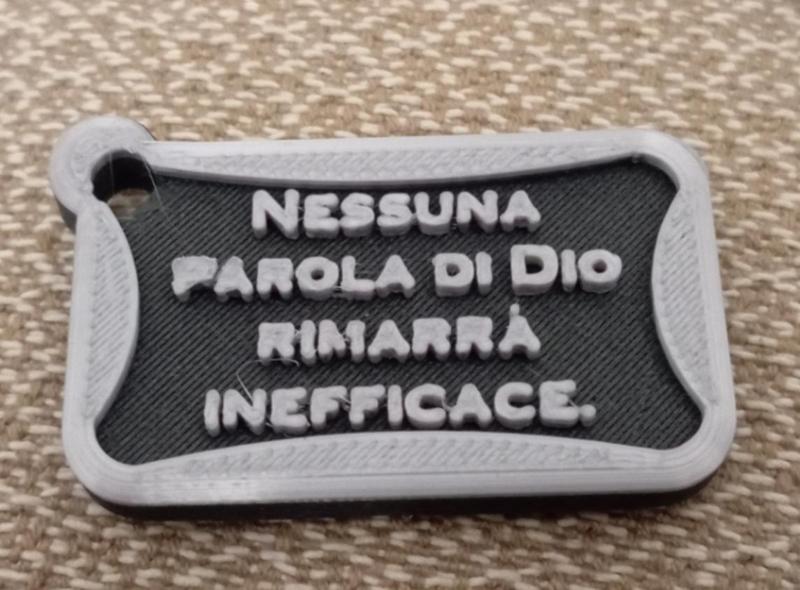 NESSUNA
PAROLA DI DIO
RIMARRÀ
INEFFICACE.